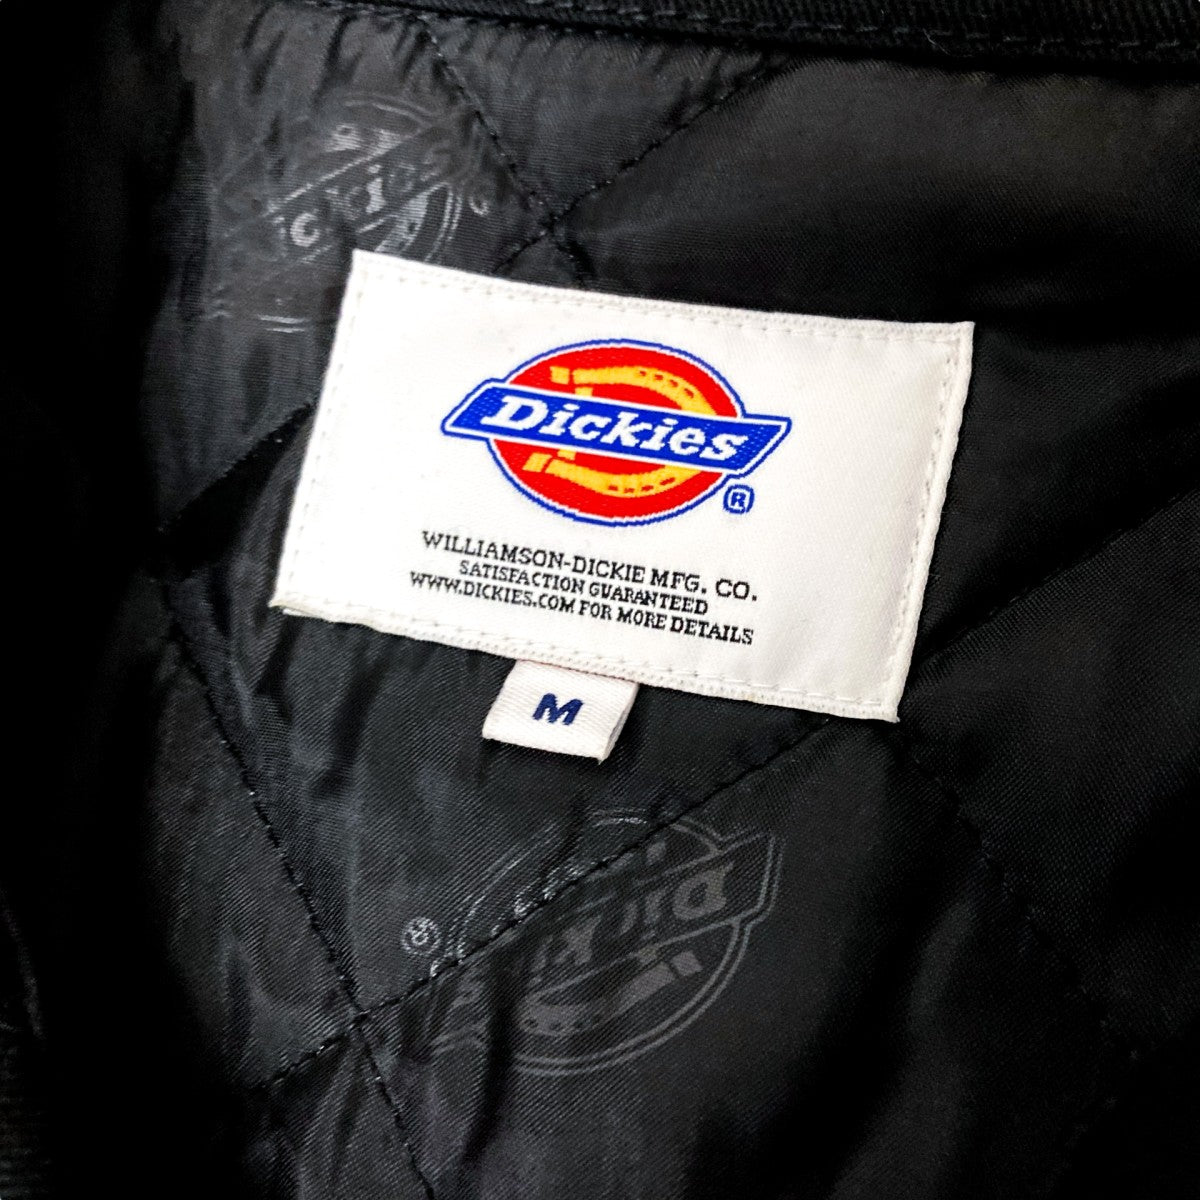 Dickies
®
WILLIAMSON-DICKIE MFG. CO.
SATISFACTION GUARANTEED
WWW.DICKIES.COM FOR MORE DETAILS
M